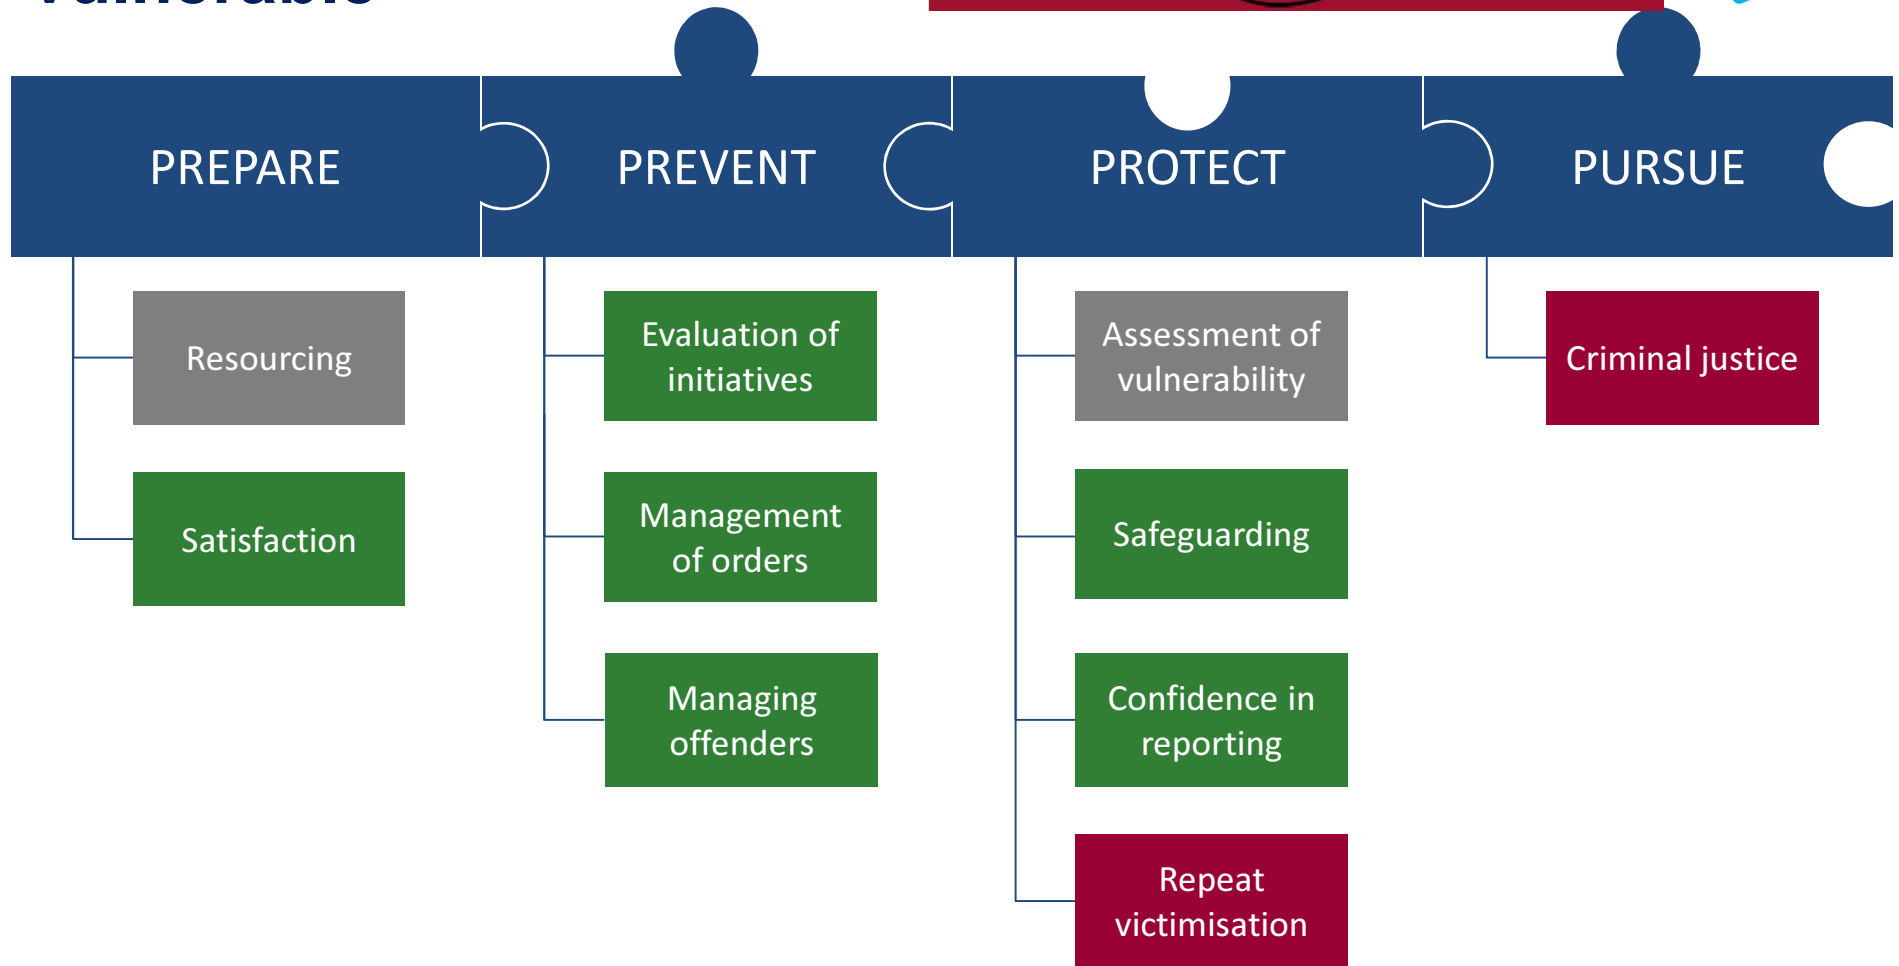 vulnerable
PREPARE
PREVENT
PROTECT
PURSUE
Resourcing
Satisfaction
Evaluation of
initiatives
Management
of orders
Managing
offenders
Assessment of
vulnerability
Safeguarding
Confidence in
reporting
Repeat
victimisation
Criminal justice